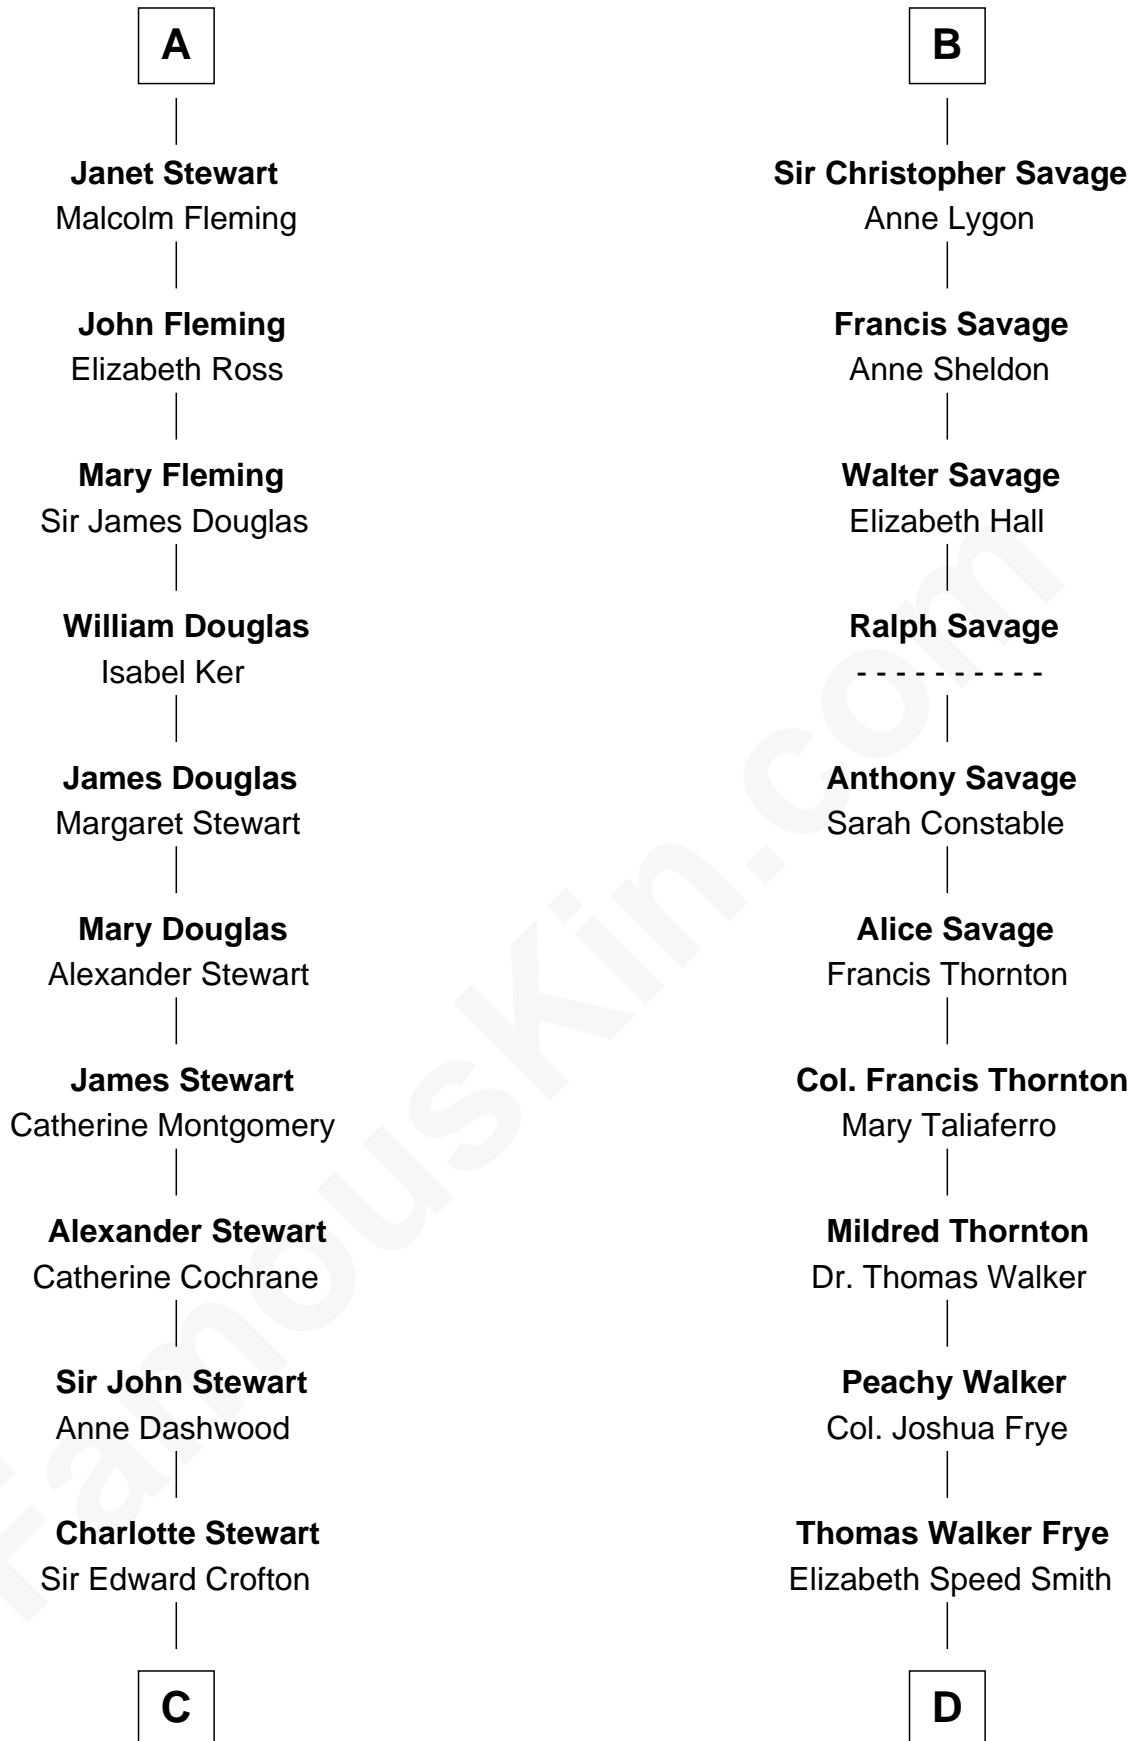 A
Janet Stewart
Malcolm Fleming
John Fleming
Elizabeth Ross
Mary Fleming
Sir James Douglas
William Douglas
Isabel Ker
James Douglas
Margaret Stewart
Mary Douglas
Alexander Stewart
James Stewart
Catherine Montgomery
Alexander Stewart
Catherine Cochrane
Sir John Stewart
Anne Dashwood
Charlotte Stewart
Sir Edward Crofton
C
B
Sir Christopher Savage
Anne Lygon
Francis Savage
Anne Sheldon
Walter Savage
Elizabeth Hall
Ralph Savage
- - - - - - - - - -
Anthony Savage
Sarah Constable
Alice Savage
Francis Thornton
Col. Francis Thornton
Mary Taliaferro
Mildred Thornton
Dr. Thomas Walker
Peachy Walker
Col. Joshua Frye
Thomas Walker Frye
Elizabeth Speed Smith
D
FamousKin.com